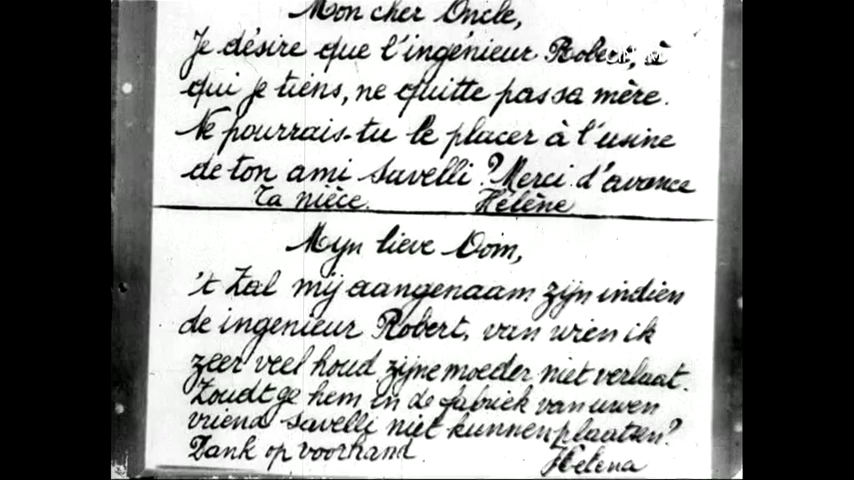 Mon cher Oncle,
Je désire que l'ingénieur Robert, à
qui je tiens, ne quitte pas sa mère.
Ne pourrais-tu le placer à l'usine
de ton ami Savelli? Merci d'avance
Ta nièce. Hélène
Mijn lieve Oom,
't Zal mij aangenaam zijn indien
de ingenieur Robert, van wien ik
zeer veel houd zijne moeder niet verlaat.
Zoudt ge hem in de fabriek van uwen
vriend Savelli niet kunnen plaatsen?
Dank op voorhand.
Helena